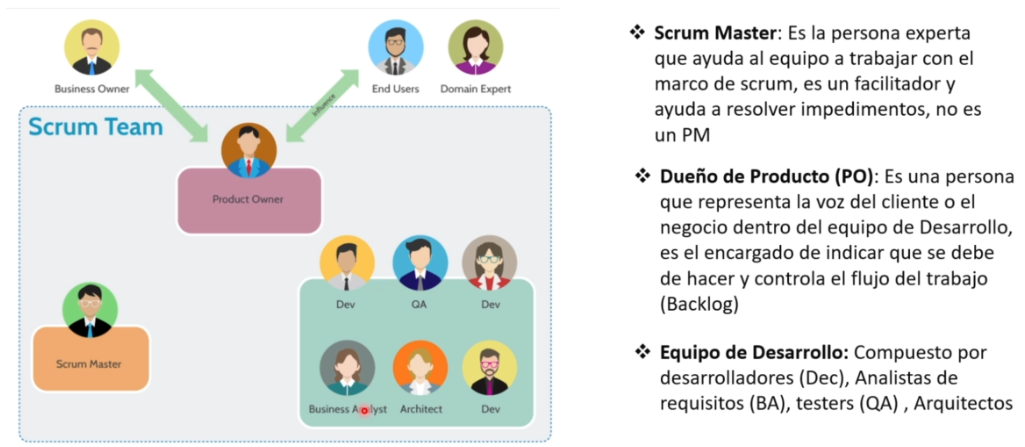 Business Owner
End Users
Domain Expert
Influence
Scrum Team
Product Owner
Dev
QA
Dev
Scrum Master
Business Analyst
Architect
Dev
❖ Scrum Master: Es la persona experta
que ayuda al equipo a trabajar con el
marco de scrum, es un facilitador y
ayuda a resolver impedimentos, no es
un PM
❖ Dueño de Producto (PO): Es una persona
que representa la voz del cliente o el
negocio dentro del equipo de Desarrollo,
es el encargado de indicar que se debe
de hacer y controla el flujo del trabajo
(Backlog)
❖ Equipo de Desarrollo: Compuesto por
desarrolladores (Dec), Analistas de
requisitos (BA), testers (QA) , Arquitectos